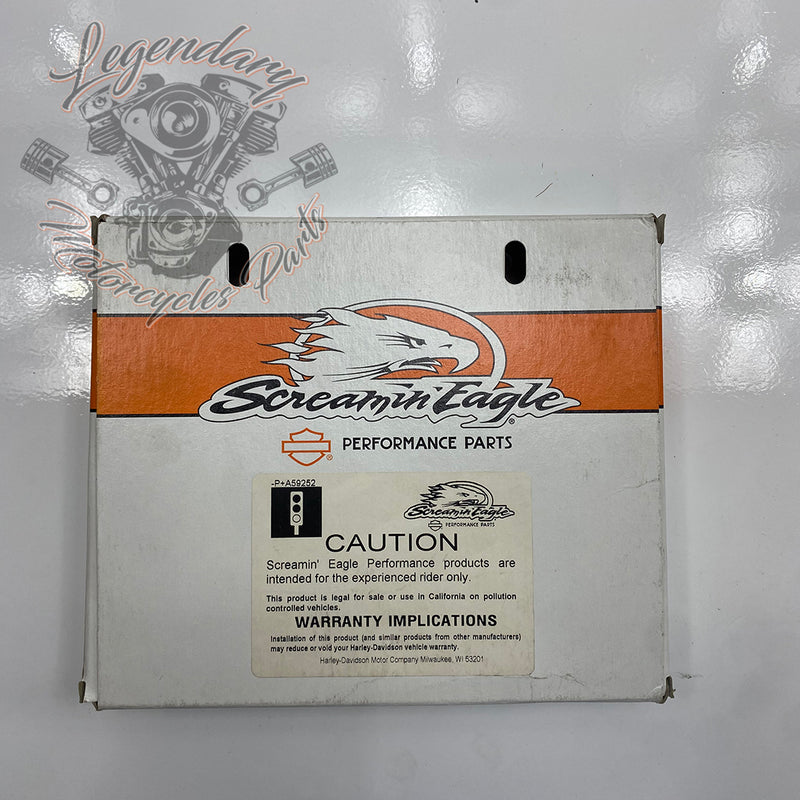 Legendary
Motorcycles Parts
Screamin' Eagle®
PERFORMANCE PARTS
-P+A59252
Screamin' Eagle
PERFORMANCE PARTS
CAUTION
Screamin' Eagle Performance products are
intended for the experienced rider only.
This product is legal for sale or use in California on pollution
controlled vehicles.
WARRANTY IMPLICATIONS
Installation of this product (and similar products from other manufacturers)
may reduce or void your Harley-Davidson vehicle warranty.
Harley-Davidson Motor Company Milwaukee, WI 53201